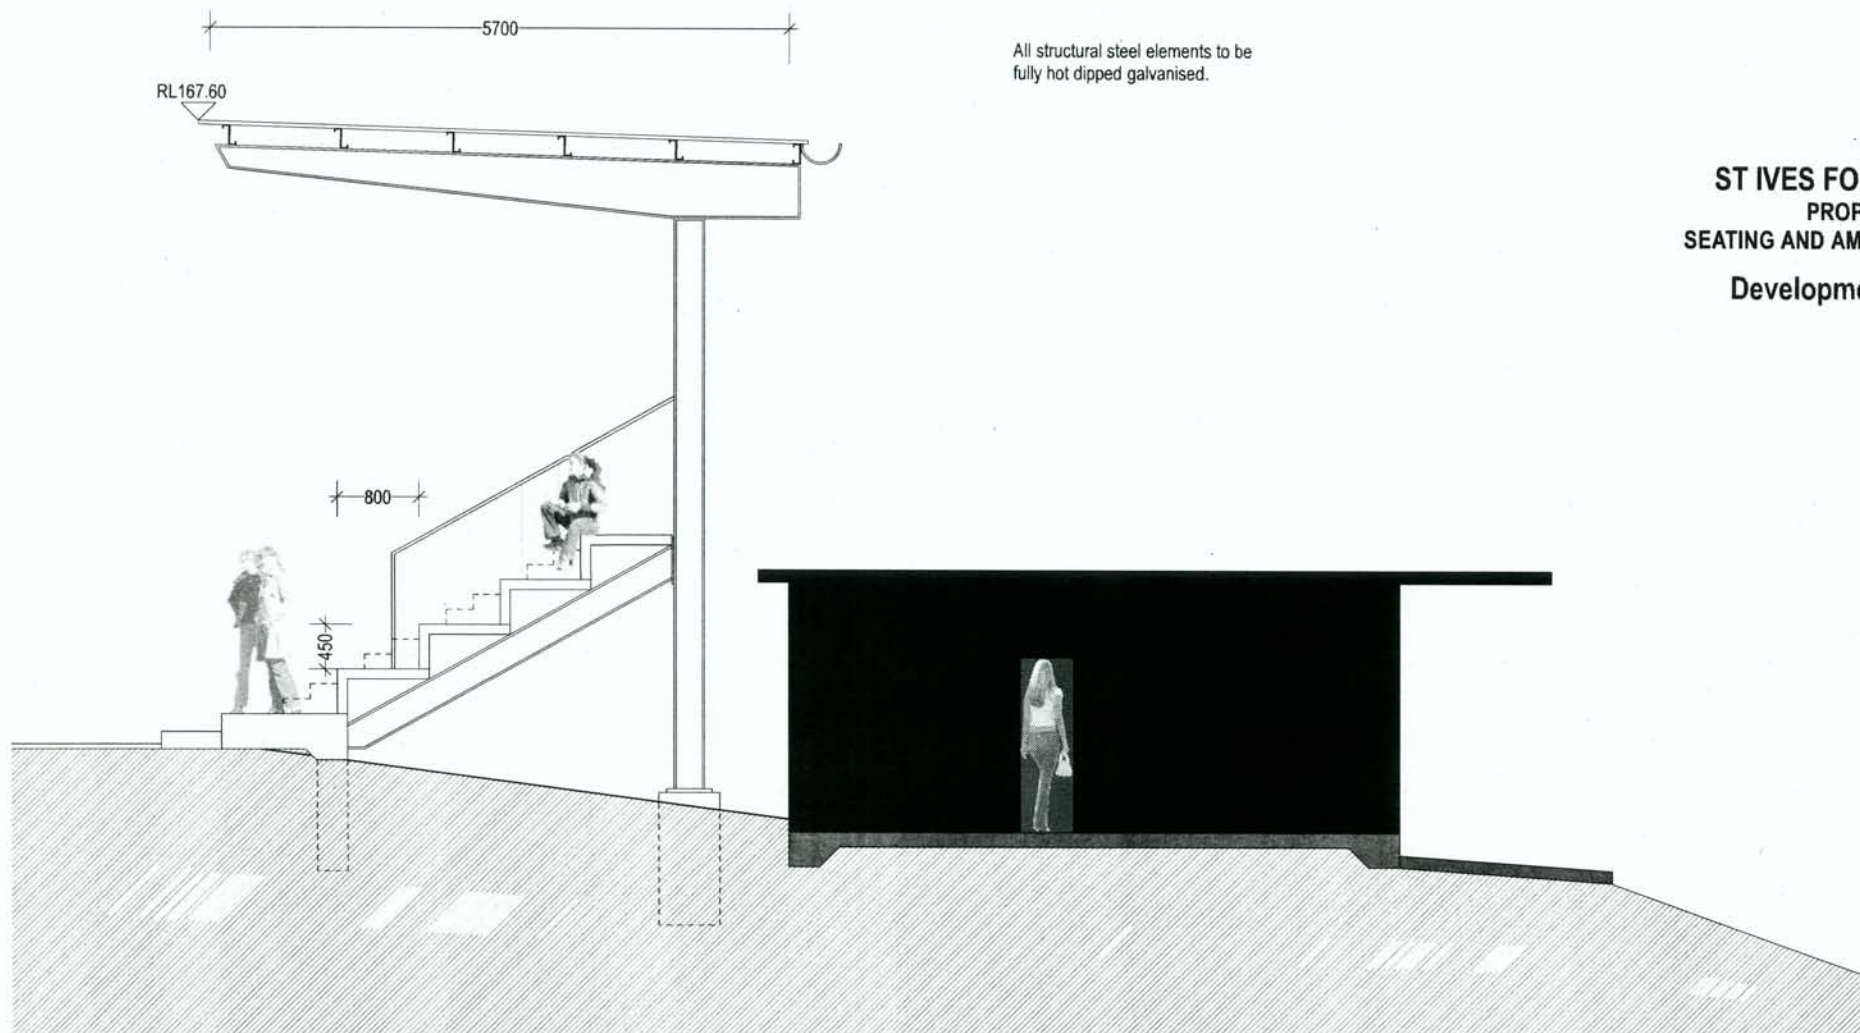 5700
RL167.60
All structural steel elements to be
fully hot dipped galvanised.
ST IVES FO
PROP
SEATING AND AM
Developme
800
450